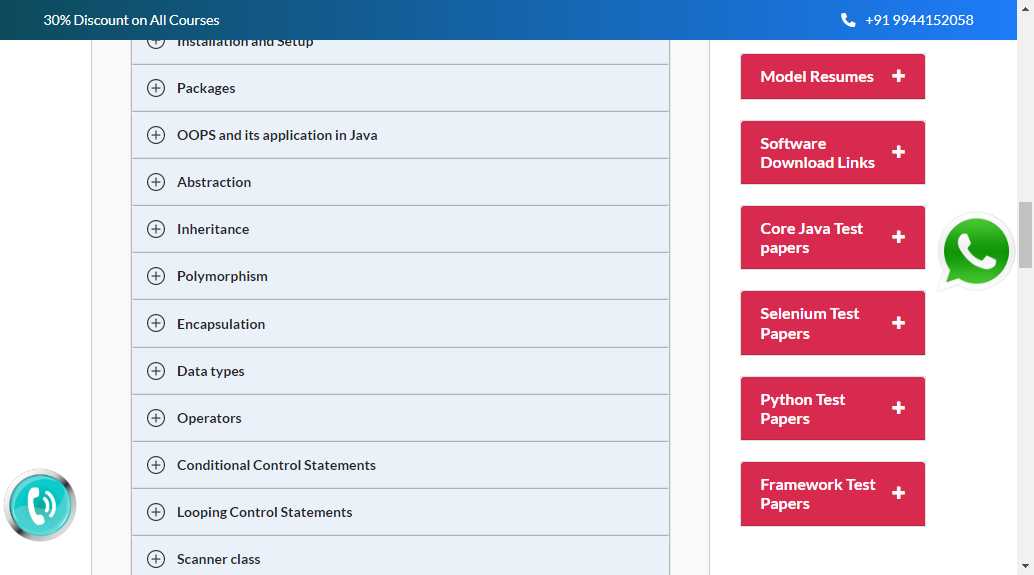 30% Discount on All Courses
+91 9944152058
Installation and Setup
Packages
OOPS and its application in Java
Abstraction
Inheritance
Polymorphism
Encapsulation
Data types
Operators
Conditional Control Statements
Looping Control Statements
Scanner class
Model Resumes
Software
Download Links
Core Java Test
papers
Selenium Test
Papers
Python Test
Papers
Framework Test
Papers